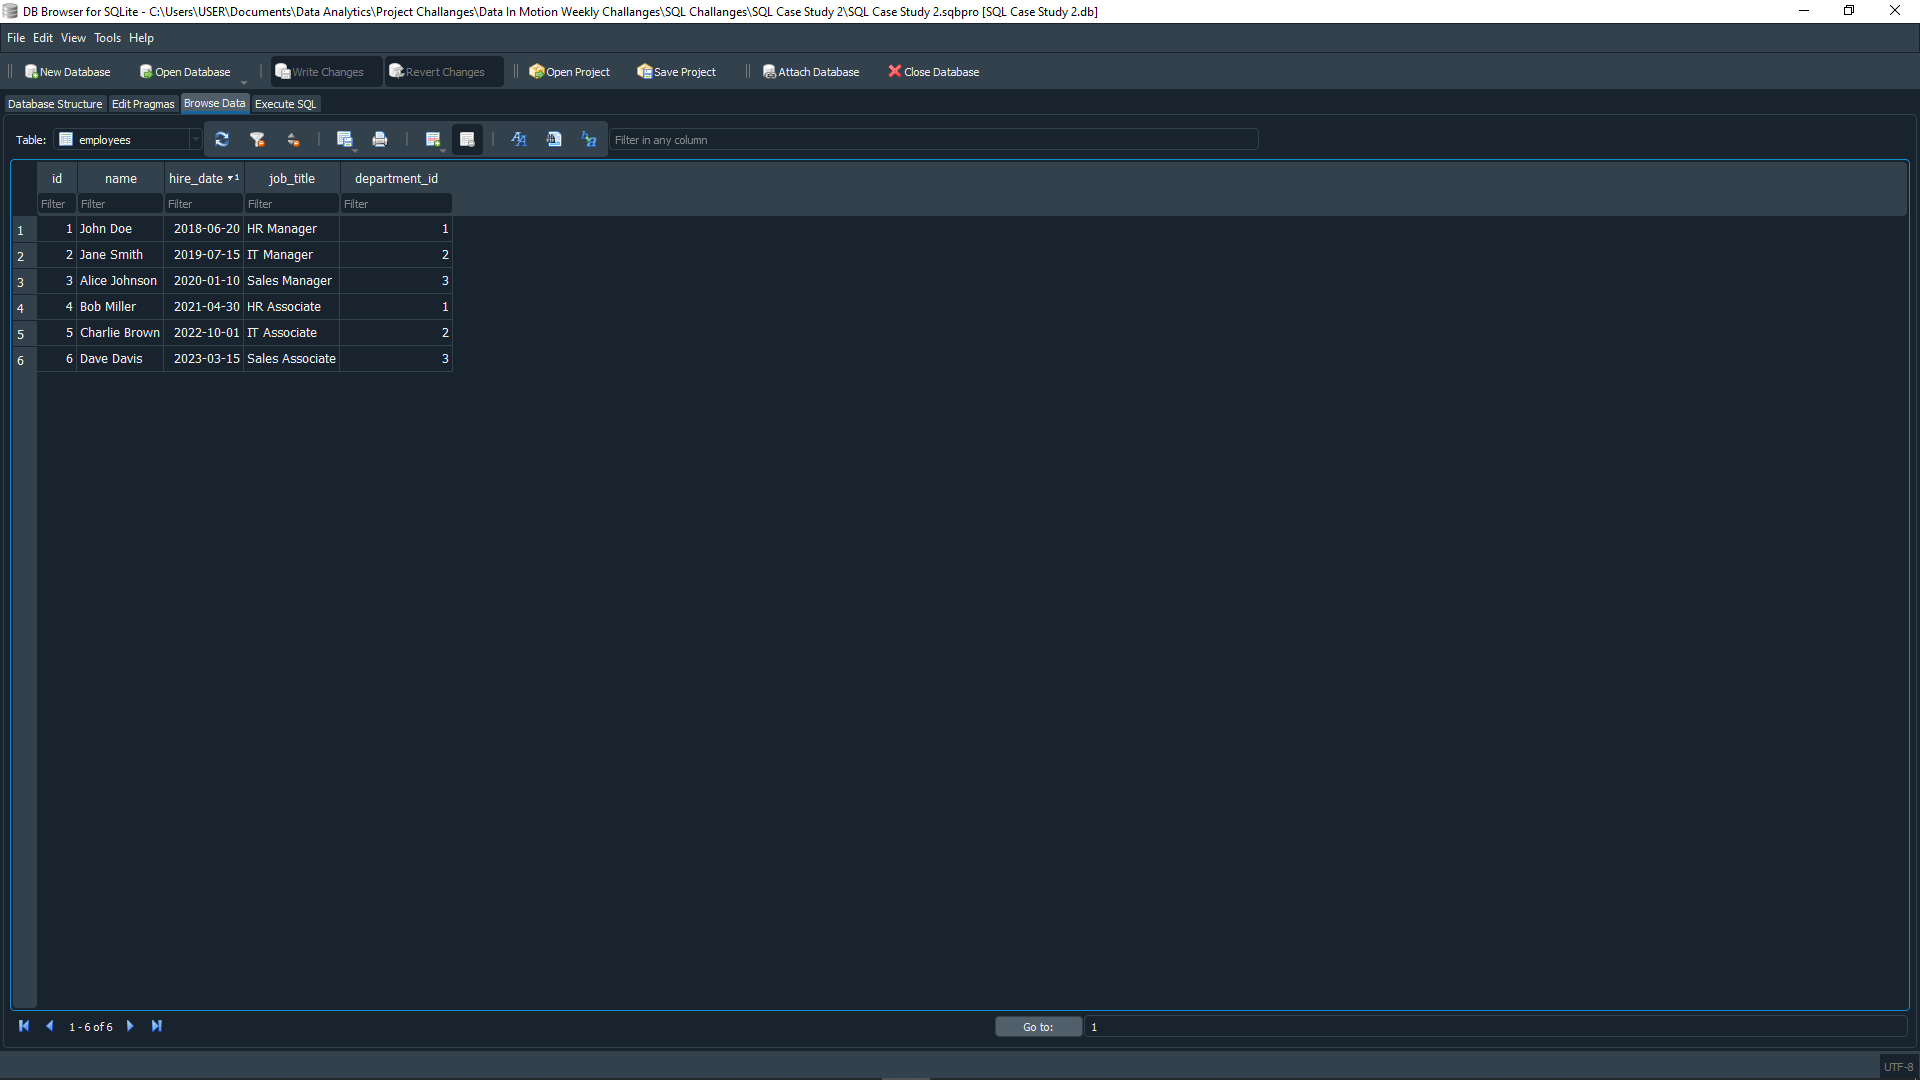 DB Browser for SQLite - C:\Users\USER\Documents\Data Analytics\Project Challanges\Data In Motion Weekly Challanges\SQL Challanges\SQL Case Study 2\SQL Case Study 2.sqbpro [SQL Case Study 2.db]
File Edit View Tools Help
New Database Open Database Write Changes Revert Changes Open Project Save Project Attach Database Close Database
Database Structure Edit Pragmas Browse Data Execute SQL
Table: employees Filter in any column
id name hire_date 1 job_title department_id
Filter Filter Filter Filter Filter
1 1 John Doe 2018-06-20 HR Manager 1
2 2 Jane Smith 2019-07-15 IT Manager 2
3 3 Alice Johnson 2020-01-10 Sales Manager 3
4 4 Bob Miller 2021-04-30 HR Associate 1
5 5 Charlie Brown 2022-10-01 IT Associate 2
6 6 Dave Davis 2023-03-15 Sales Associate 3
1 - 6 of 6 Go to: 1
UTF-8